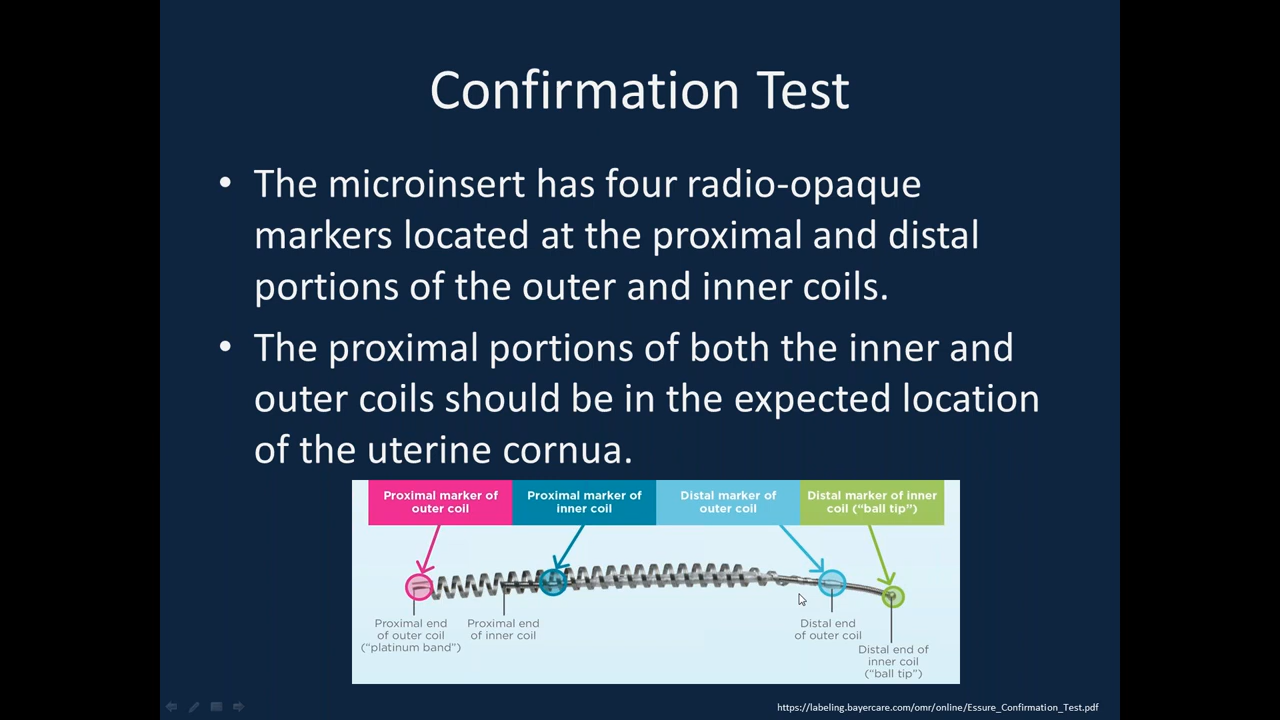 Confirmation Test
• The microinsert has four radio-opaque
markers located at the proximal and distal
portions of the outer and inner coils.
• The proximal portions of both the inner and
outer coils should be in the expected location
of the uterine cornua.
Proximal marker of
outer coil
Proximal marker of
inner coil
Distal marker of
outer coil
Distal marker of inner
coil (“ball tip”)
Proximal end
of outer coil
(“platinum band”)
Proximal end
of inner coil
Distal end
of outer coil
Distal end of
inner coil
(“ball tip”)
https://labeling.bayercare.com/omr/online/Essure_Confirmation_Test.pdf